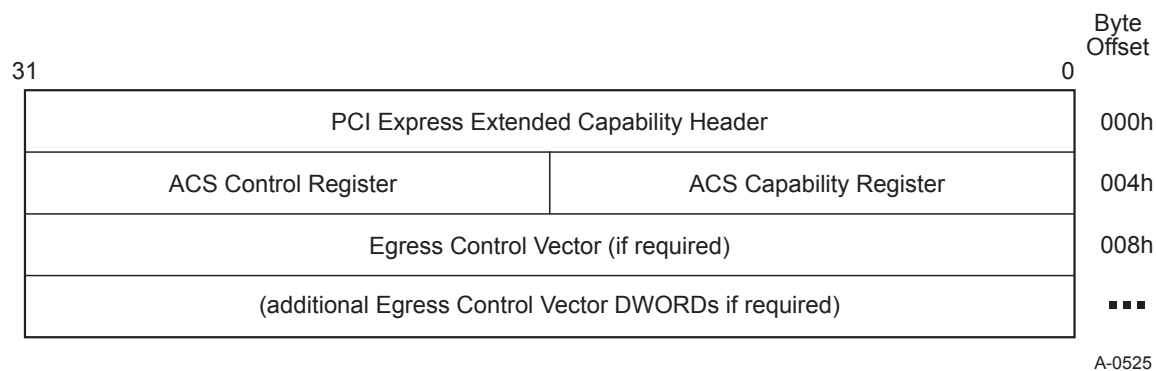 Byte
Offset
31 0
PCI Express Extended Capability Header 000h
ACS Control Register ACS Capability Register 004h
Egress Control Vector (if required) 008h
(additional Egress Control Vector DWORDs if required) ...
A-0525